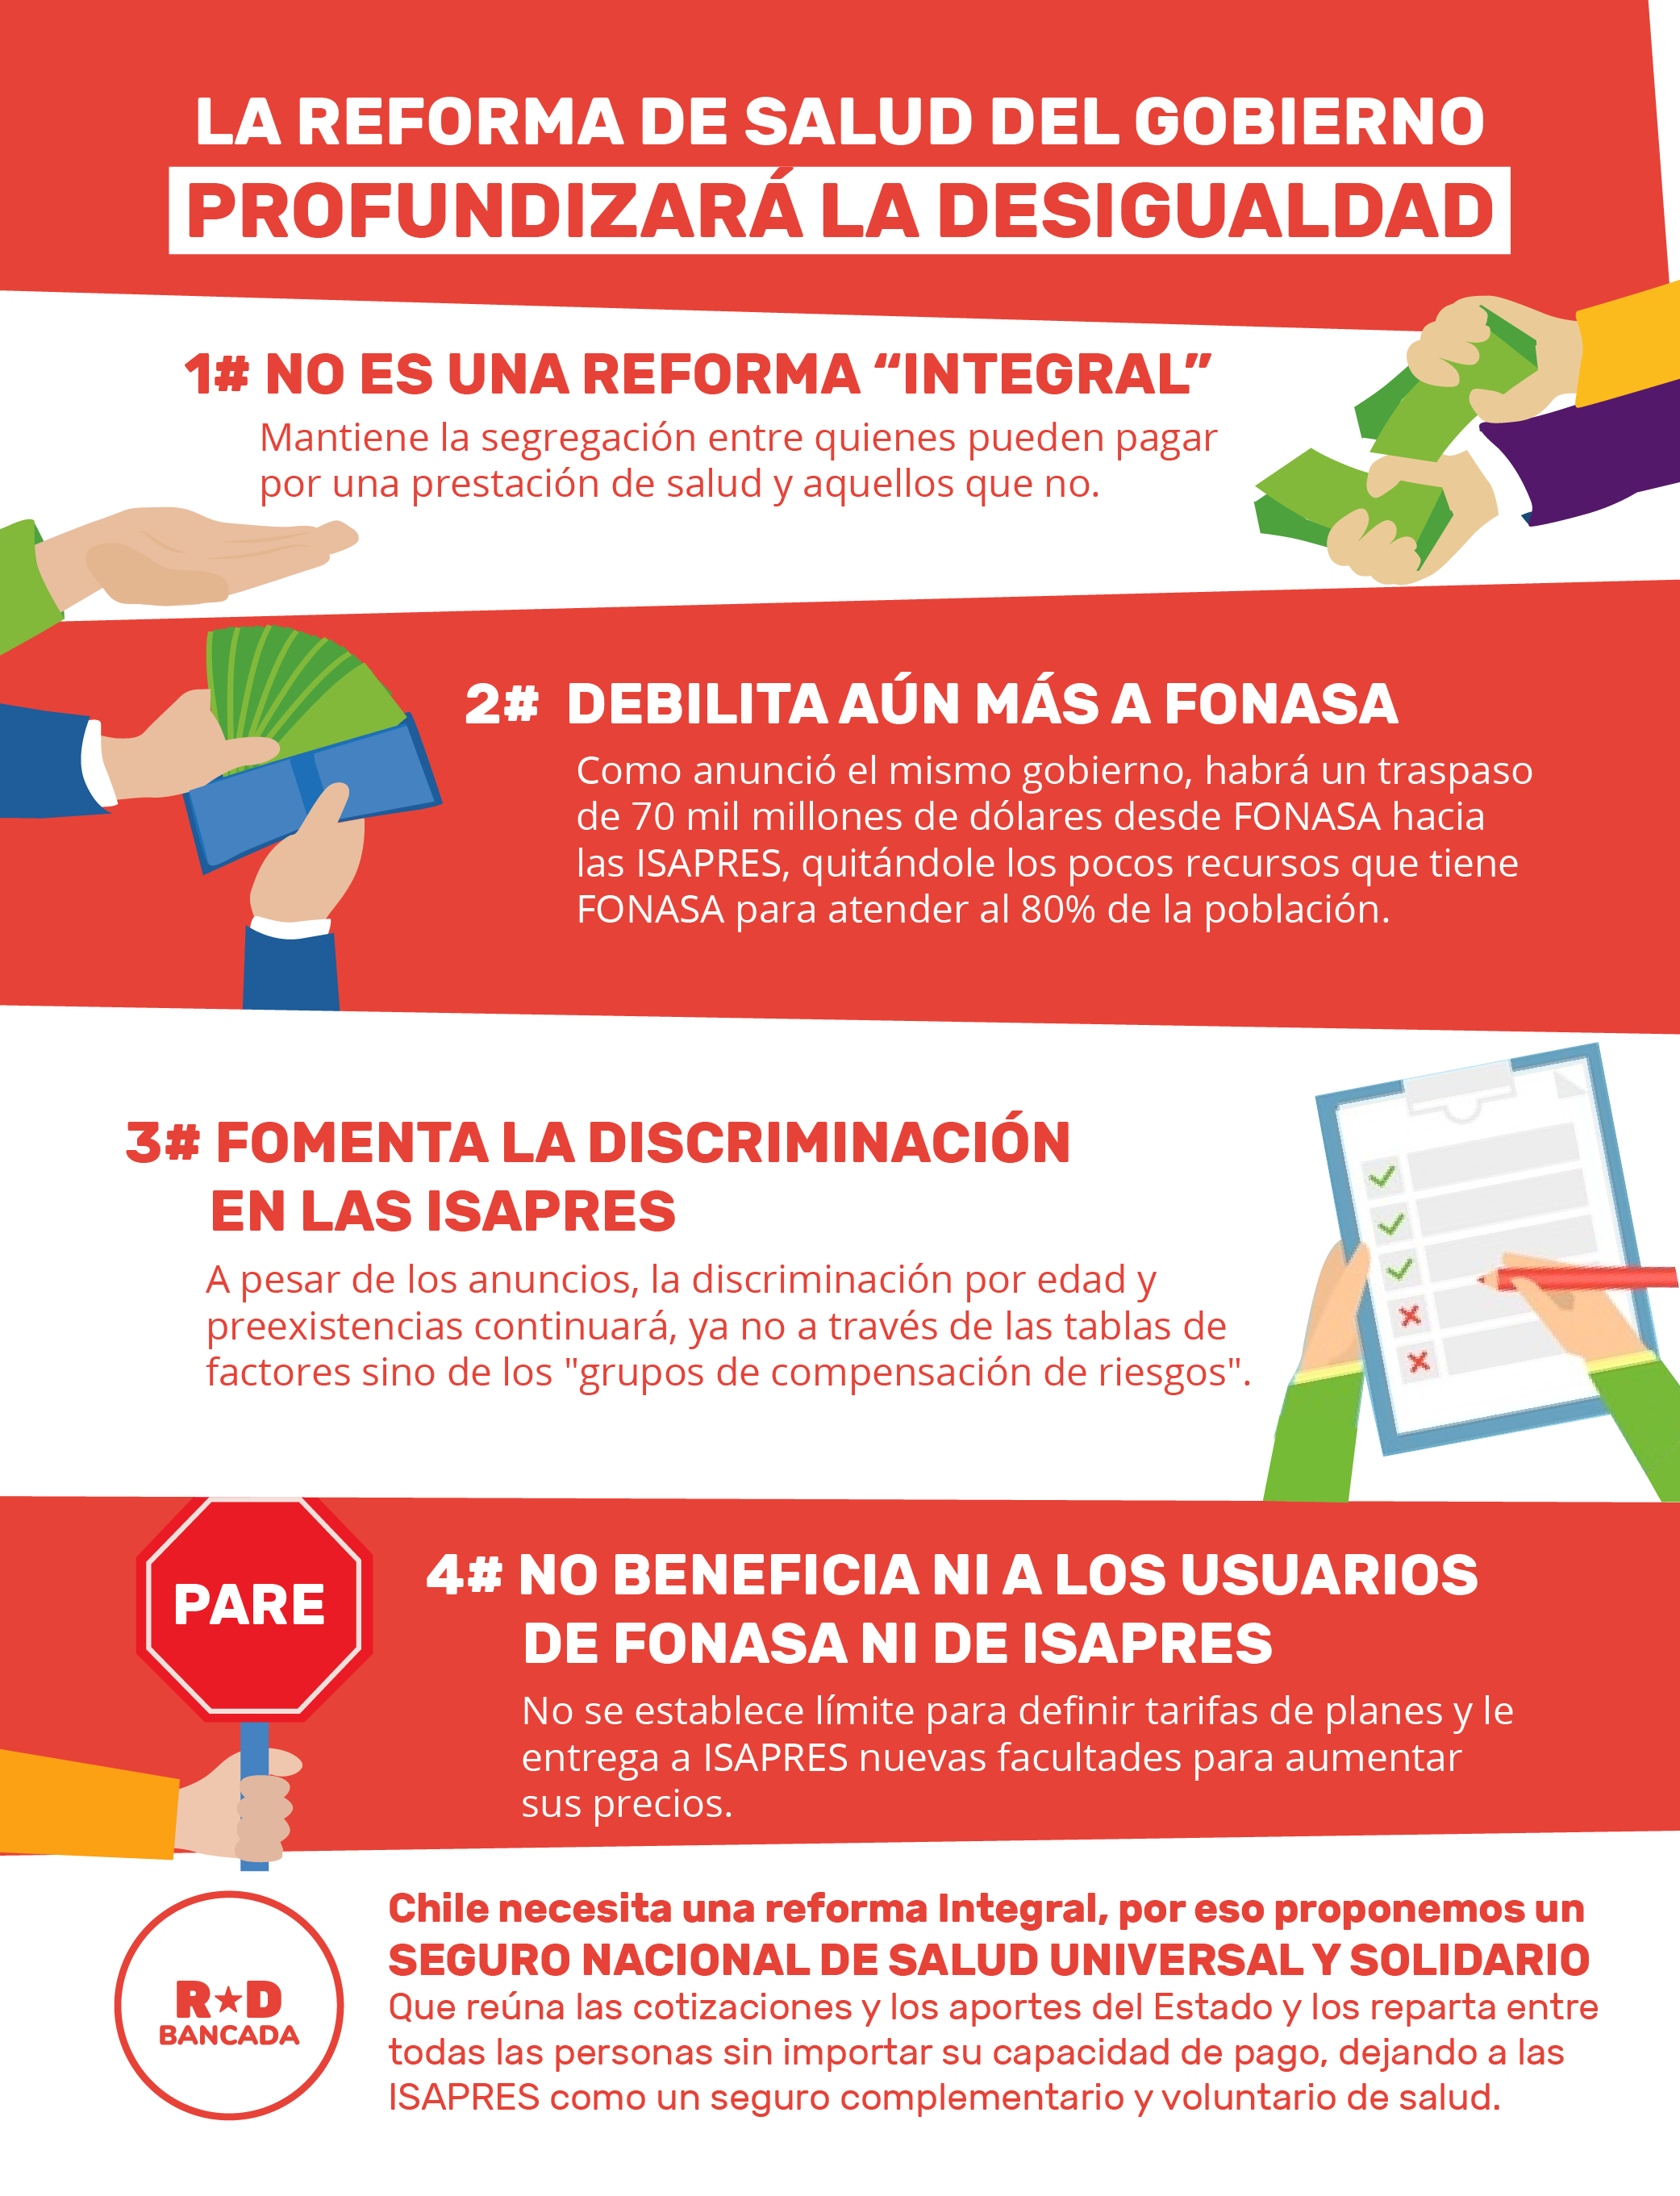 LA REFORMA DE SALUD DEL GOBIERNO
PROFUNDIZARÁ LA DESIGUALDAD
1# NO ES UNA REFORMA “INTEGRAL”
Mantiene la segregación entre quienes pueden pagar
por una prestación de salud y aquellos que no.
2# DEBILITA AÚN MÁS A FONASA
Como anunció el mismo gobierno, habrá un traspaso
de 70 mil millones de dólares desde FONASA hacia
las ISAPRES, quitándole los pocos recursos que tiene
FONASA para atender al 80% de la población.
3# FOMENTA LA DISCRIMINACIÓN
EN LAS ISAPRES
A pesar de los anuncios, la discriminación por edad y
preexistencias continuará, ya no a través de las tablas de
factores sino de los "grupos de compensación de riesgos".
PARE
4# NO BENEFICIA NI A LOS USUARIOS
DE FONASA NI DE ISAPRES
No se establece límite para definir tarifas de planes y le
entrega a ISAPRES nuevas facultades para aumentar
sus precios.
R★D
BANCADA
Chile necesita una reforma Integral, por eso proponemos un
SEGURO NACIONAL DE SALUD UNIVERSAL Y SOLIDARIO
Que reúna las cotizaciones y los aportes del Estado y los reparta entre
todas las personas sin importar su capacidad de pago, dejando a las
ISAPRES como un seguro complementario y voluntario de salud.